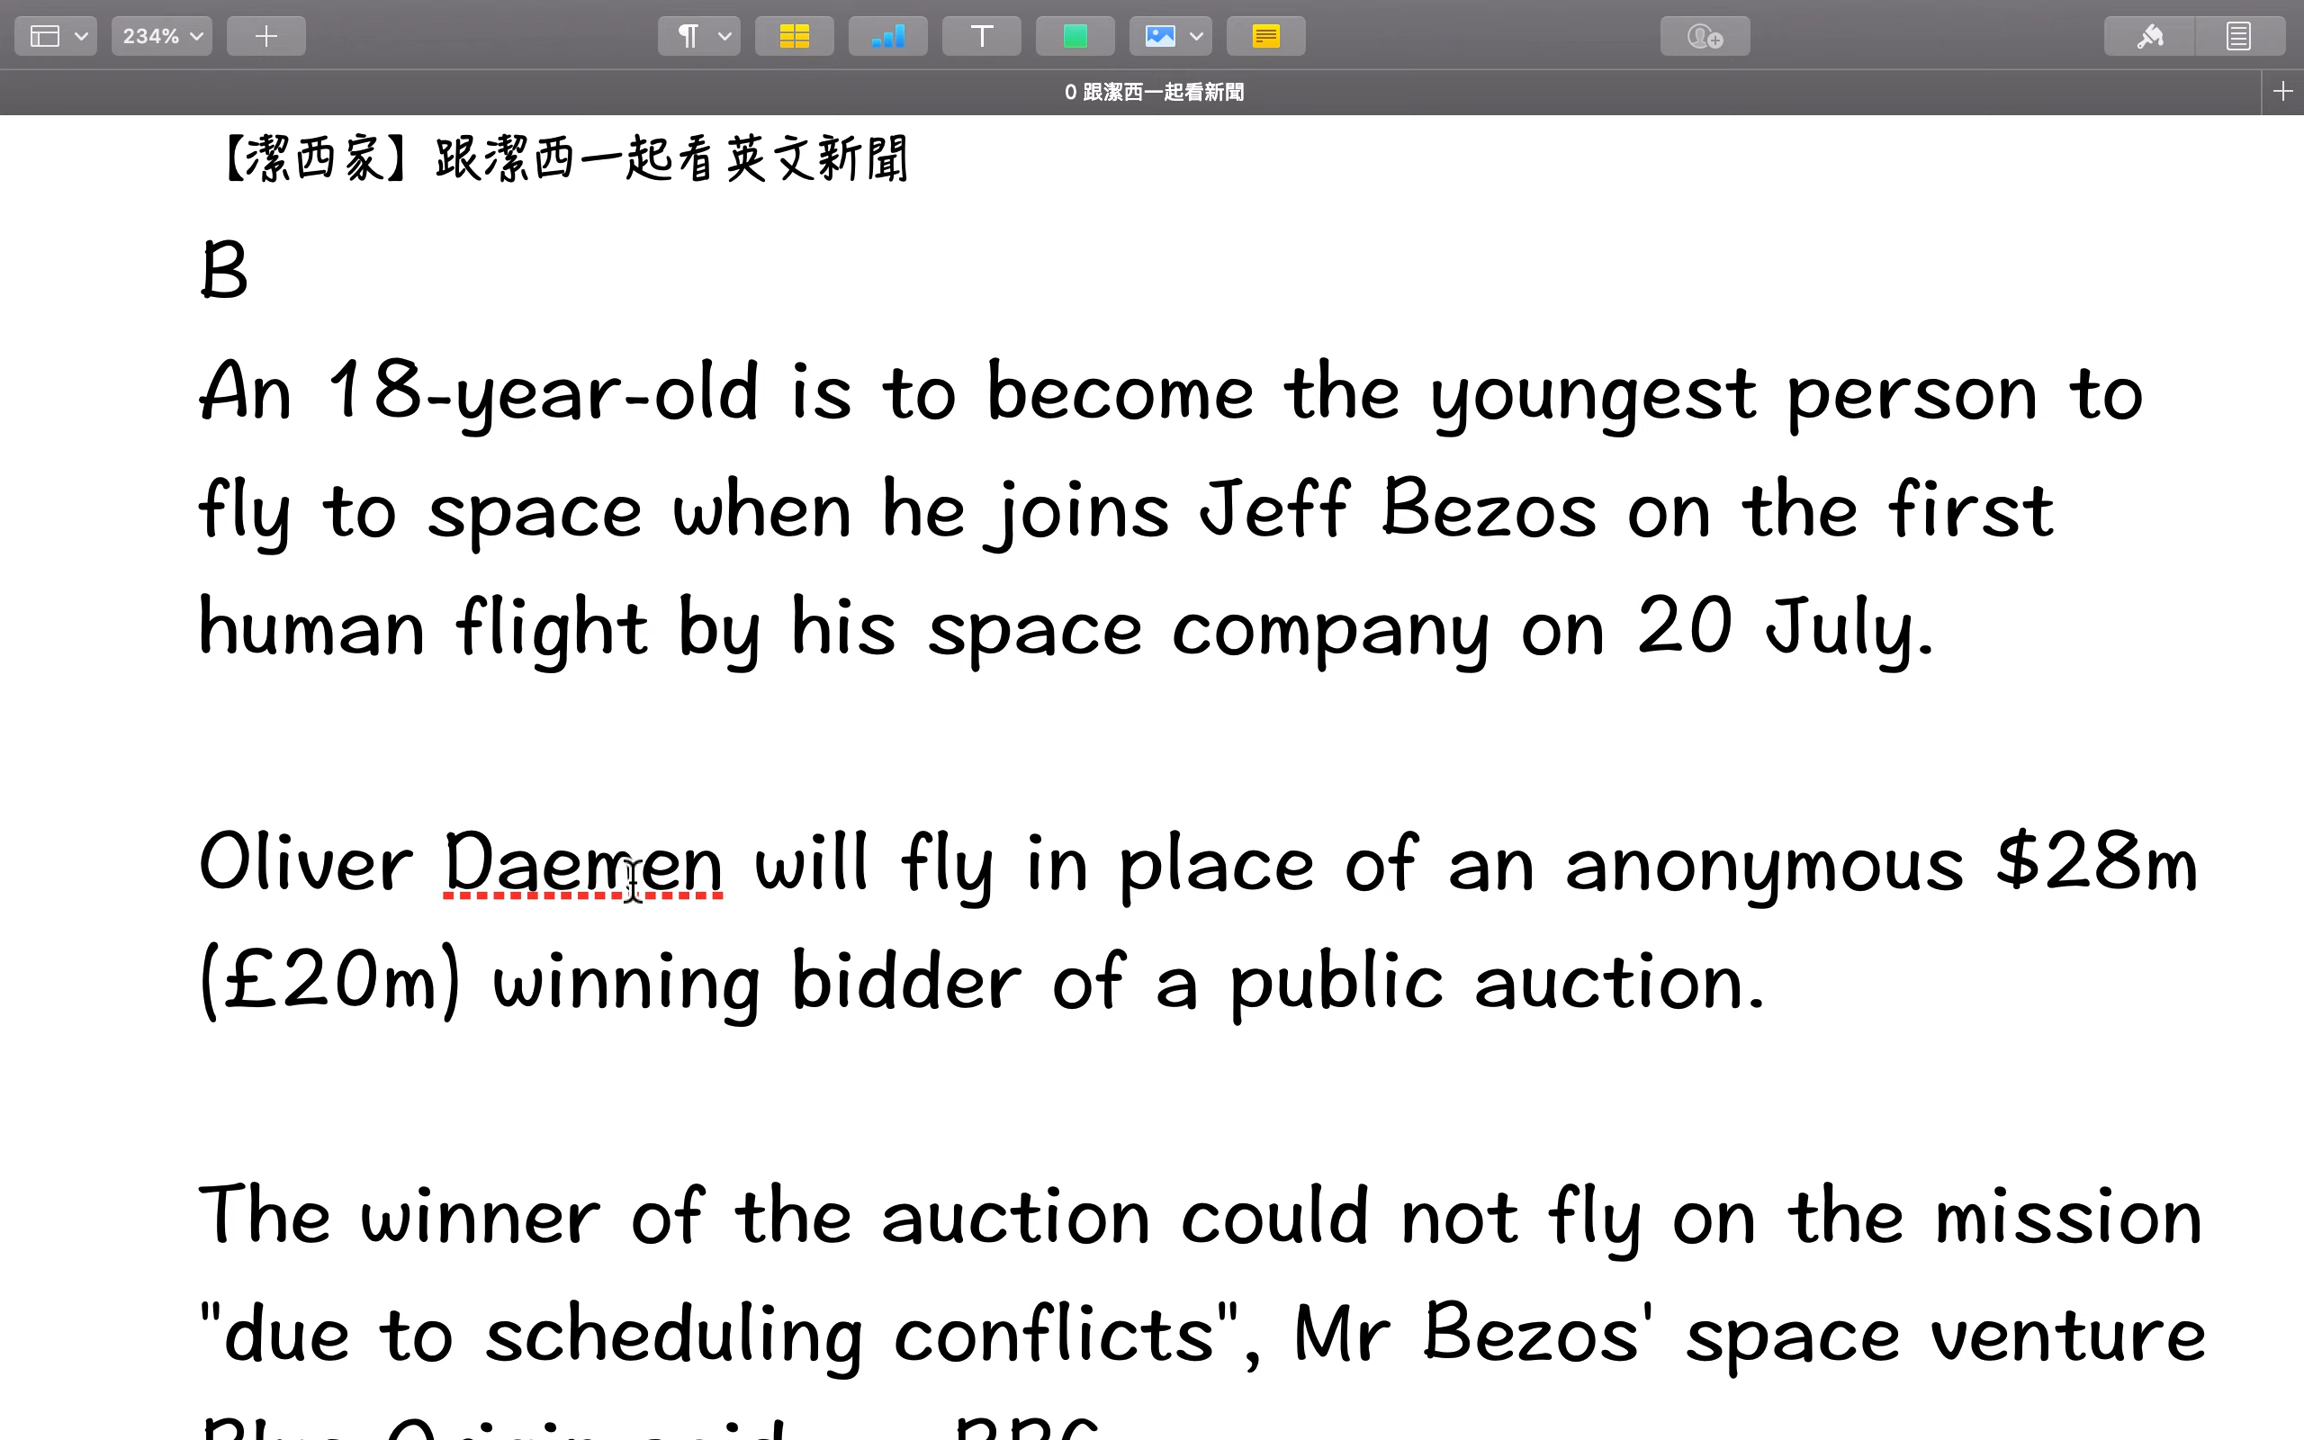 234%
0 跟潔西一起看新聞
【潔西家】跟潔西一起看英文新聞
B
An 18-year-old is to become the youngest person to
fly to space when he joins Jeff Bezos on the first
human flight by his space company on 20 July.
Oliver Daemen will fly in place of an anonymous $28m
(£20m) winning bidder of a public auction.
The winner of the auction could not fly on the mission
"due to scheduling conflicts", Mr Bezos' space venture
Blue Origin said